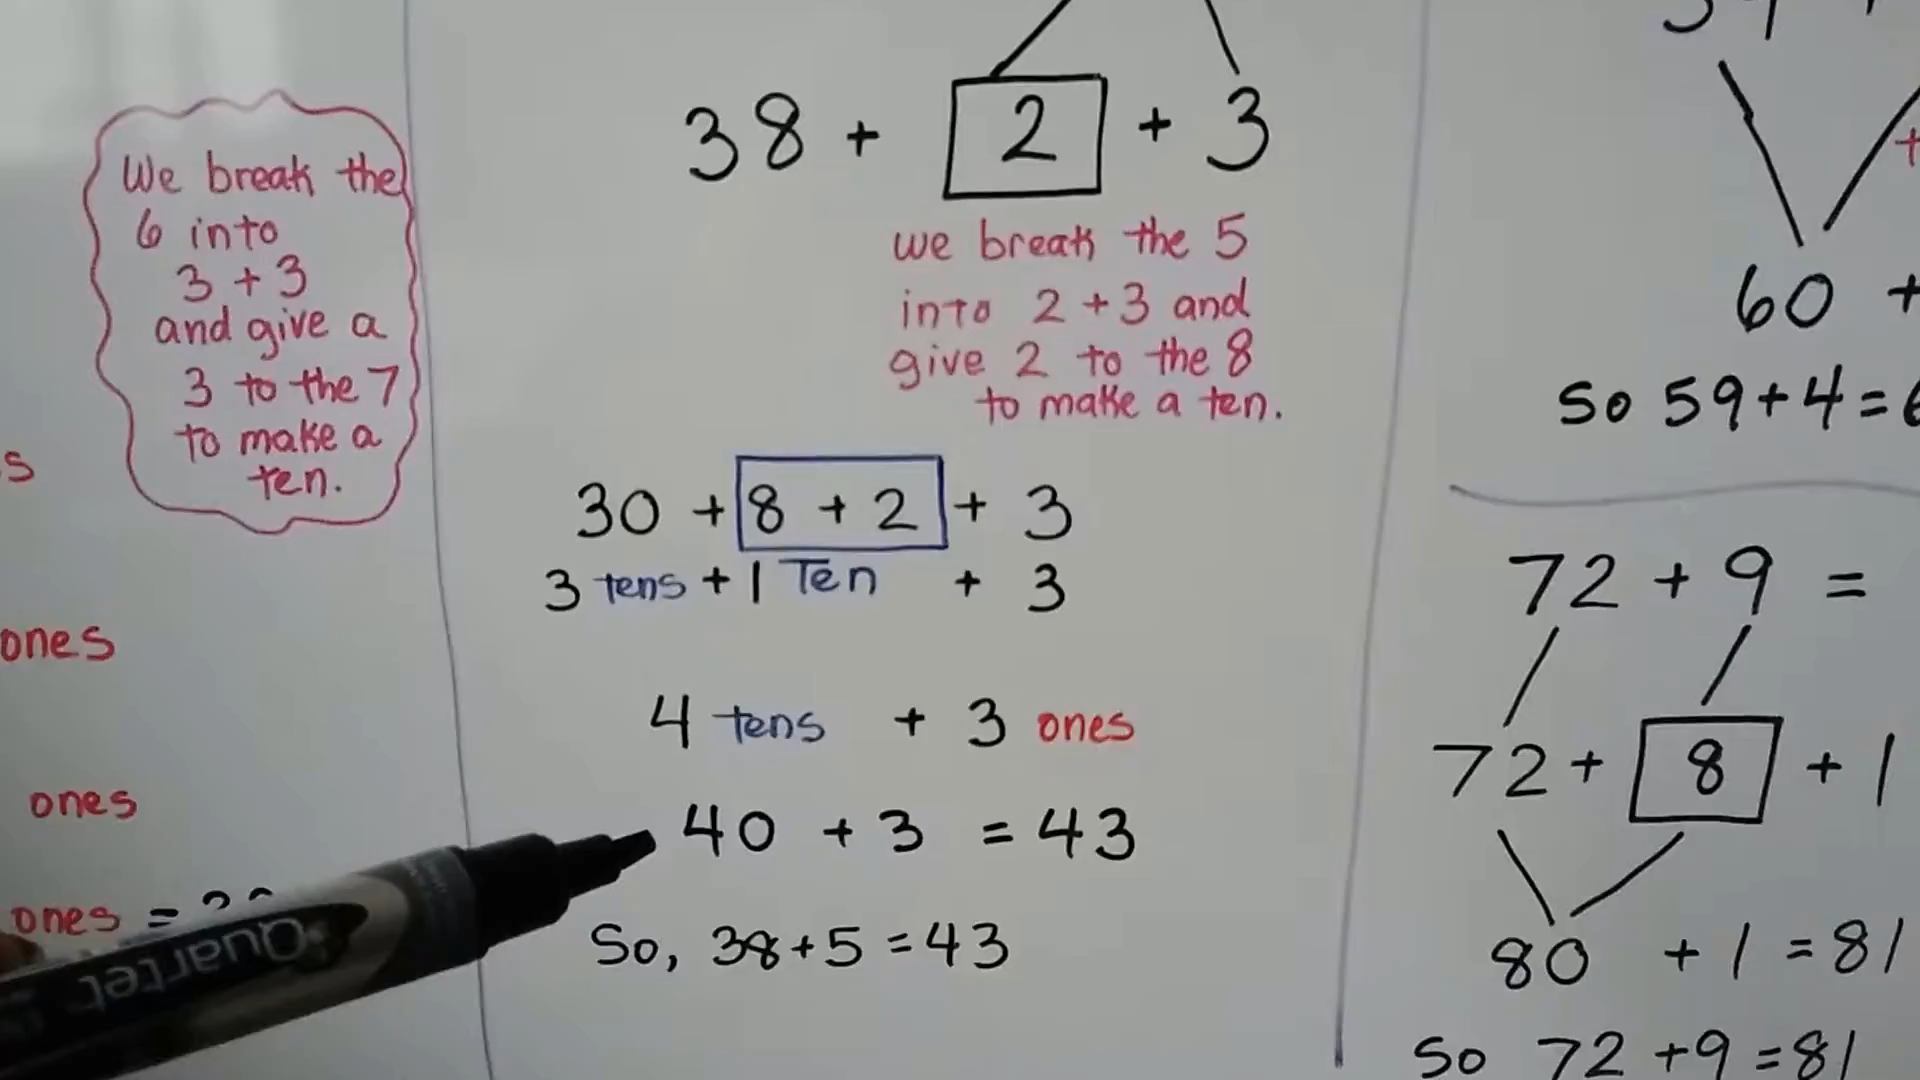 We break the
6 into
3 + 3
and give a
3 to the 7
to make a
ten.
ones
ones
ones =
Quartet
38 + 2 + 3
we break the 5
into 2 + 3 and
give 2 to the 8
to make a ten.
30 + 8 + 2 + 3
3 tens + 1 Ten + 3
4 tens + 3 ones
40 + 3 = 43
So, 38 + 5 = 43
60 +
So 59 + 4 = 6
72 + 9 =
72 + 8 + 1
80 + 1 = 81
So 72 + 9 = 81